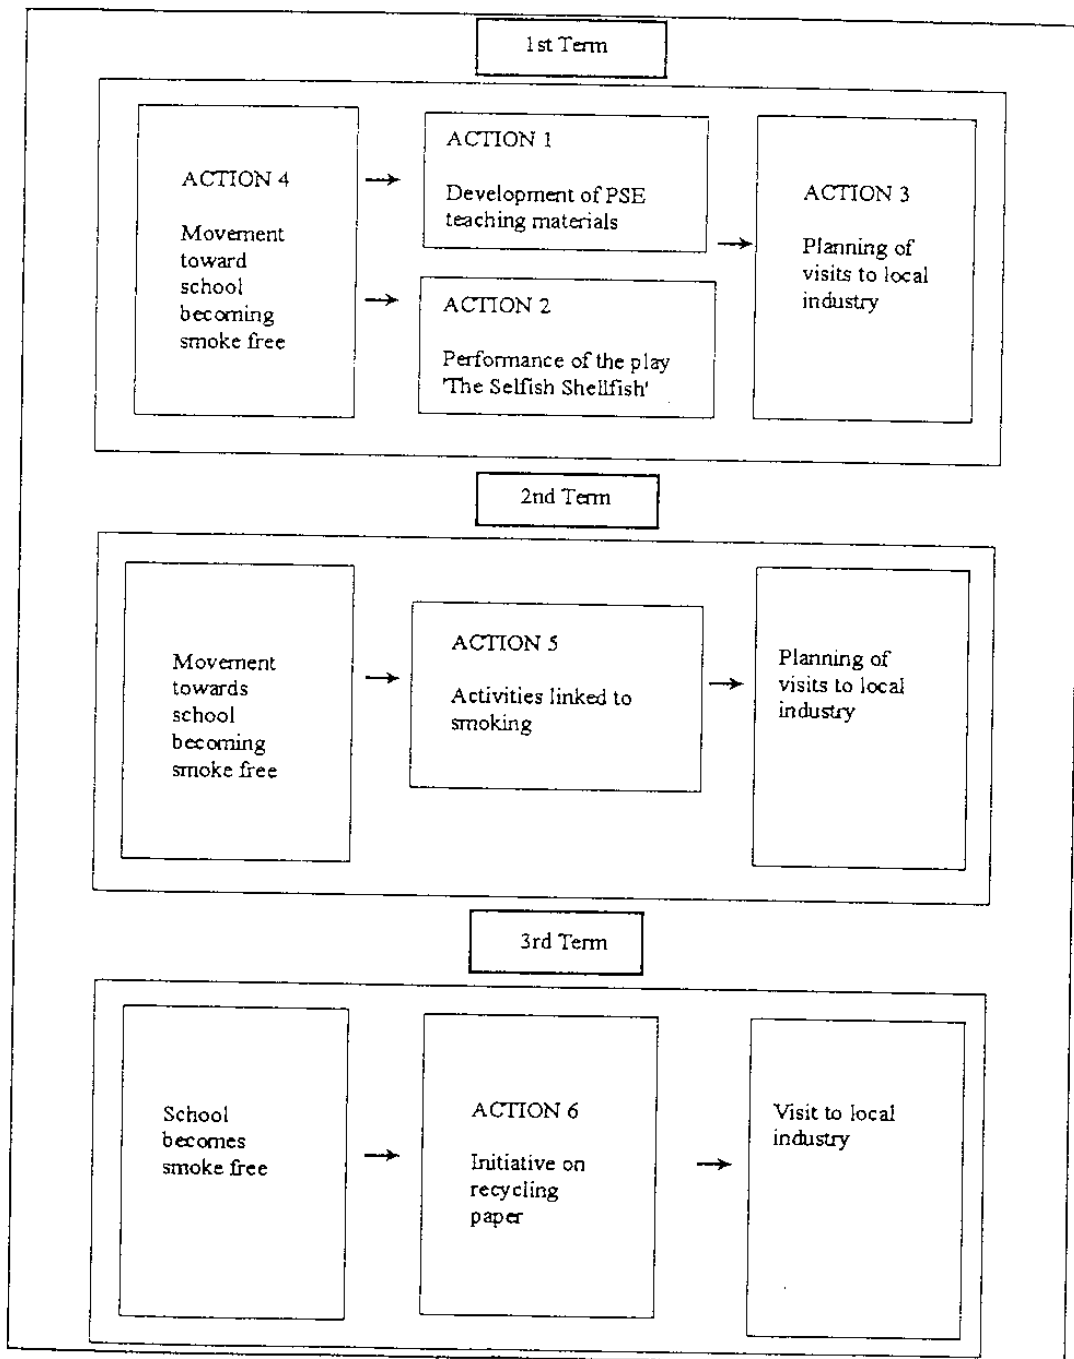 1st Term
ACTION 4
Movement
toward
school
becoming
smoke free
ACTION 1
Development of PSE
teaching materials
ACTION 2
Performance of the play
'The Selfish Shellfish'
ACTION 3
Planning of
visits to local
industry
2nd Term
Movement
towards
school
becoming
smoke free
ACTION 5
Activities linked to
smoking
Planning of
visits to local
industry
3rd Term
School
becomes
smoke free
ACTION 6
Initiative on
recycling
paper
Visit to local
industry